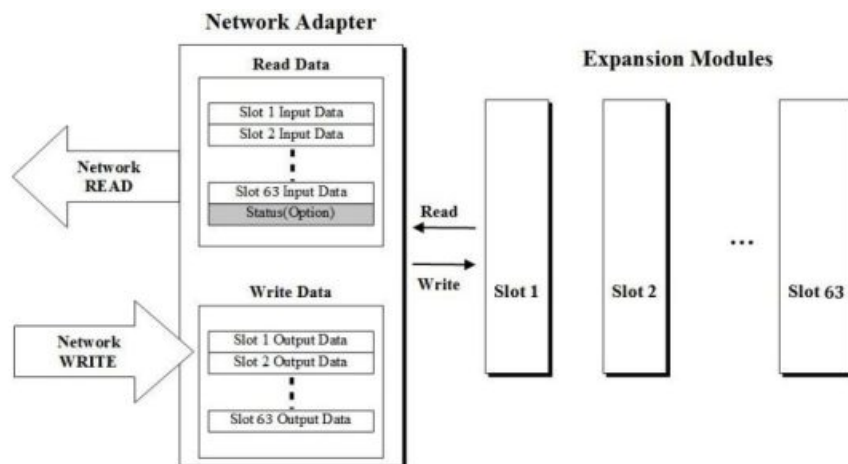 Network Adapter
Expansion Modules
Read Data
Slot 1 Input Data
Slot 2 Input Data
Slot 63 Input Data
Status(Option)
Network
READ
Read
Write
Slot 1
Slot 2
...
Slot 63
Write Data
Network
WRITE
Slot 1 Output Data
Slot 2 Output Data
Slot 63 Output Data